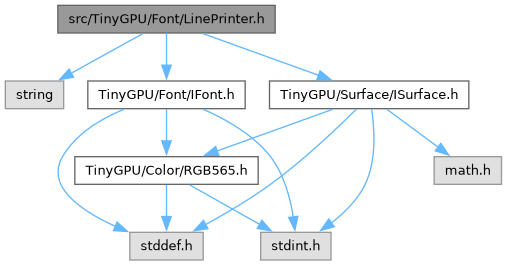 src/TinyGPU/Font/LinePrinter.h
string
TinyGPU/Font/IFont.h
TinyGPU/Surface/ISurface.h
TinyGPU/Color/RGB565.h
math.h
stddef.h
stdint.h